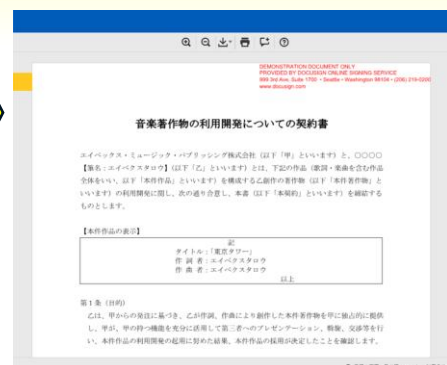 DEMONSTRATION DOCUMENT ONLY
PROVIDED BY DOCUSIGN ONLINE SIGNING SERVICE
999 3rd Ave, Suite 1700 • Seattle • Washington 98104 • (206) 219-0200
www.docusign.com
音楽著作物の利用開発についての契約書
エイベックス・ミュージック・パブリッシング株式会社（以下「甲」といいます）と、〇〇〇〇
【筆名：エイベクスタロウ】（以下「乙」といいます）とは、下記の作品（歌詞・楽曲を含む作品
全体をいい、以下「本件作品」といいます）を構成する乙創作の著作物（以下「本件著作物」と
いいます）の利用開発に関し、次の通り合意し、本書（以下「本契約」といいます）を締結する
ものとします。
【本件作品の表示】
記
タイトル：「東京タワー」
作 詞 者：エイベクスタロウ
作 曲 者：エイベクスタロウ
以上
第１条（目的）
乙は、甲からの発注に基づき、乙が作詞、作曲により創作した本件著作物を甲に独占的に提供
し、甲が、甲の持つ機能を充分に活用して第三者へのプレゼンテーション、斡旋、交渉等を行
い、本件作品の利用開発の起用に努めた結果、本件作品の採用が決定したことを確認します。